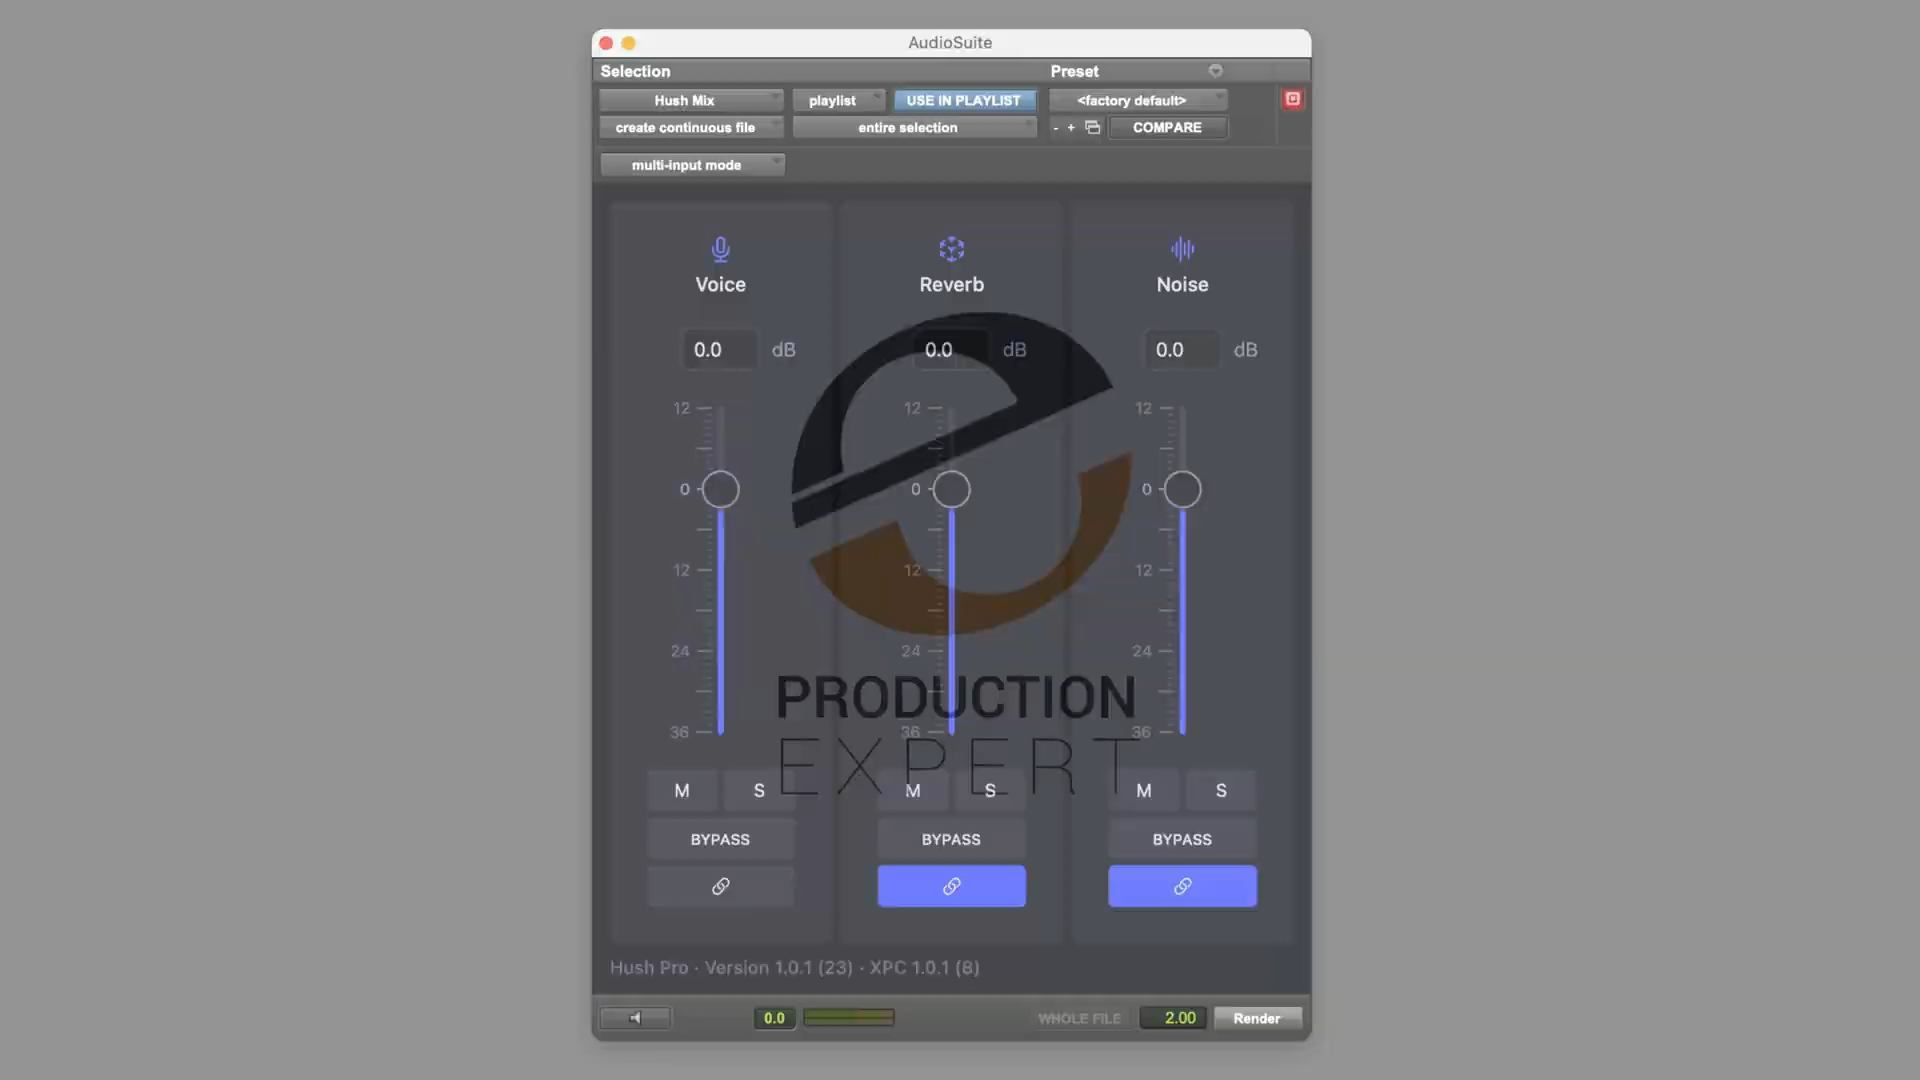 AudioSuite
Selection
Preset
Hush Mix
playlist
USE IN PLAYLIST
<factory default>
create continuous file
entire selection
- +
COMPARE
multi-input mode
Voice
Reverb
Noise
0.0 dB
0.0 dB
0.0 dB
12
12
12
0
0
0
12
12
12
24
24
24
PRODUCTION
36
36
36
EXPERT
M S
M S
M S
BYPASS
BYPASS
BYPASS
Hush Pro · Version 1.0.1 (23) · XPC 1.0.1 (8)
0.0
WHOLE FILE
2.00
Render